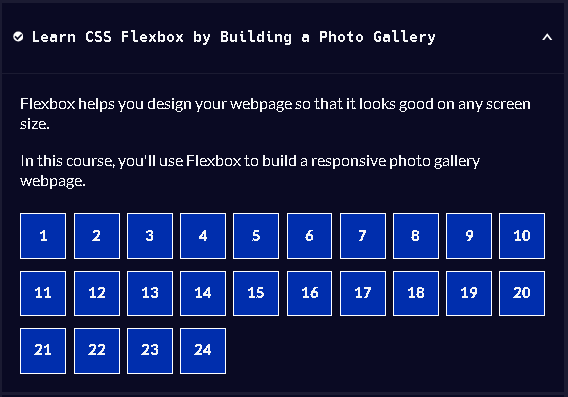 Learn CSS Flexbox by Building a Photo Gallery
Flexbox helps you design your webpage so that it looks good on any screen
size.
In this course, you'll use Flexbox to build a responsive photo gallery
webpage.
1 2 3 4 5 6 7 8 9 10
11 12 13 14 15 16 17 18 19 20
21 22 23 24